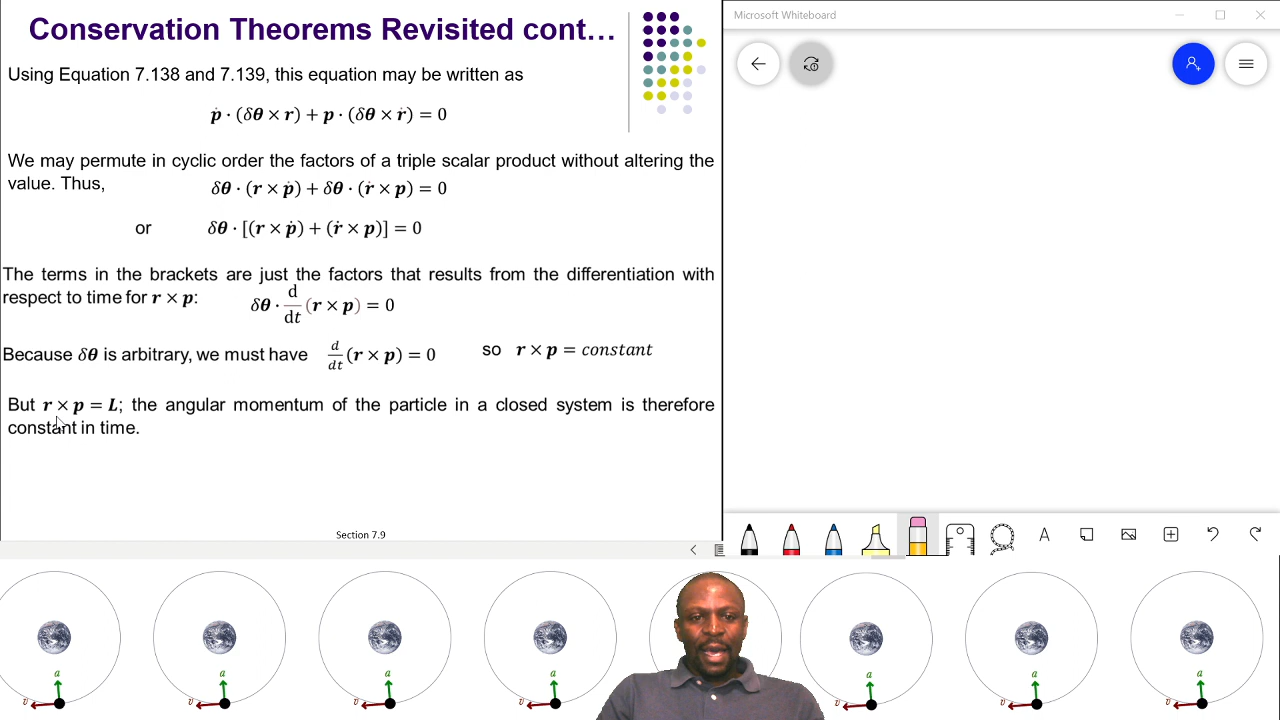 Conservation Theorems Revisited cont…
Using Equation 7.138 and 7.139, this equation may be written as
ṗ · (δθ × r) + p · (δθ × ṙ) = 0
We may permute in cyclic order the factors of a triple scalar product without altering the
value. Thus,
δθ · (r × ṗ) + δθ · (ṙ × p) = 0
or δθ · [(r × ṗ) + (ṙ × p)] = 0
The terms in the brackets are just the factors that results from the differentiation with
respect to time for r × p: δθ · d/dt (r × p) = 0
Because δθ is arbitrary, we must have d/dt (r × p) = 0 so r × p = constant
But r × p = L; the angular momentum of the particle in a closed system is therefore
constant in time.
Section 7.9
Microsoft Whiteboard
A
a a a a a a a
v v v v v v v